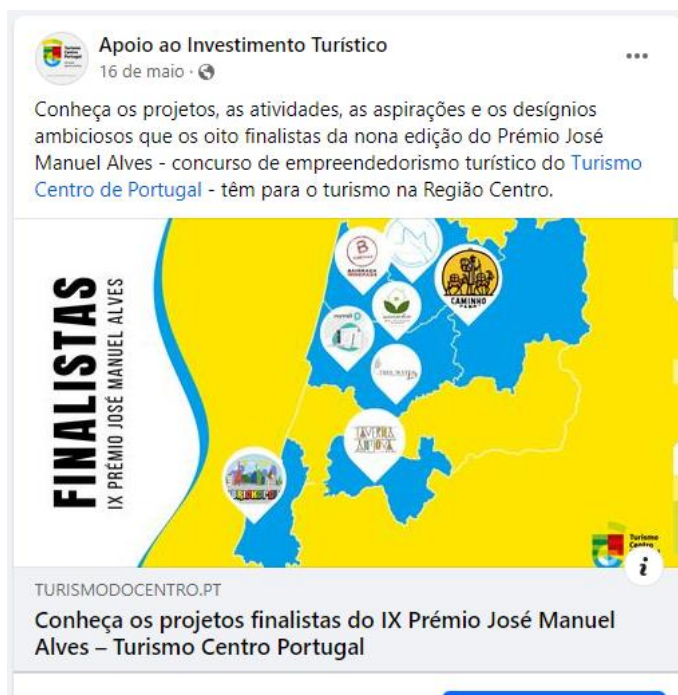 Apoio ao Investimento Turístico
16 de maio ·
Conheça os projetos, as atividades, as aspirações e os desígnios
ambiciosos que os oito finalistas da nona edição do Prémio José
Manuel Alves - concurso de empreendedorismo turístico do Turismo
Centro de Portugal - têm para o turismo na Região Centro.
FINALISTAS
IX PRÉMIO JOSÉ MANUEL ALVES
B
CAMINHO
TAVERNA
ANTIQVA
Turismo
Centro
TURISMODOCENTRO.PT
Conheça os projetos finalistas do IX Prémio José Manuel
Alves – Turismo Centro Portugal